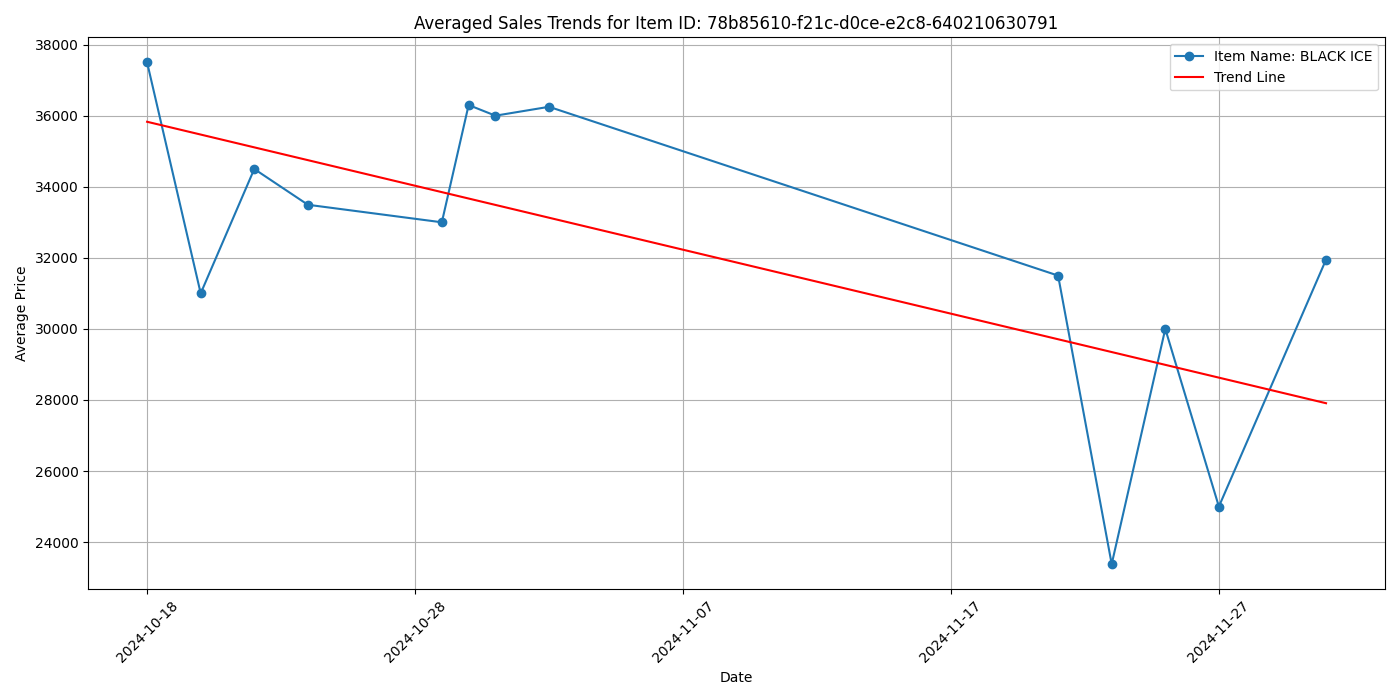 Averaged Sales Trends for Item ID: 78b85610-f21c-d0ce-e2c8-640210630791
Item Name: BLACK ICE
Trend Line
Average Price
38000
36000
34000
32000
30000
28000
26000
24000
2024-10-18
2024-10-28
2024-11-07
2024-11-17
2024-11-27
Date